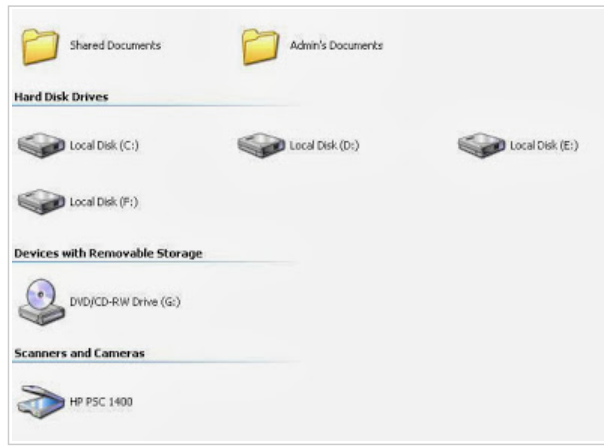 Shared Documents Admin's Documents
Hard Disk Drives
Local Disk (C:) Local Disk (D:) Local Disk (E:)
Local Disk (F:)
Devices with Removable Storage
DVD/CD-RW Drive (G:)
Scanners and Cameras
HP PSC 1400